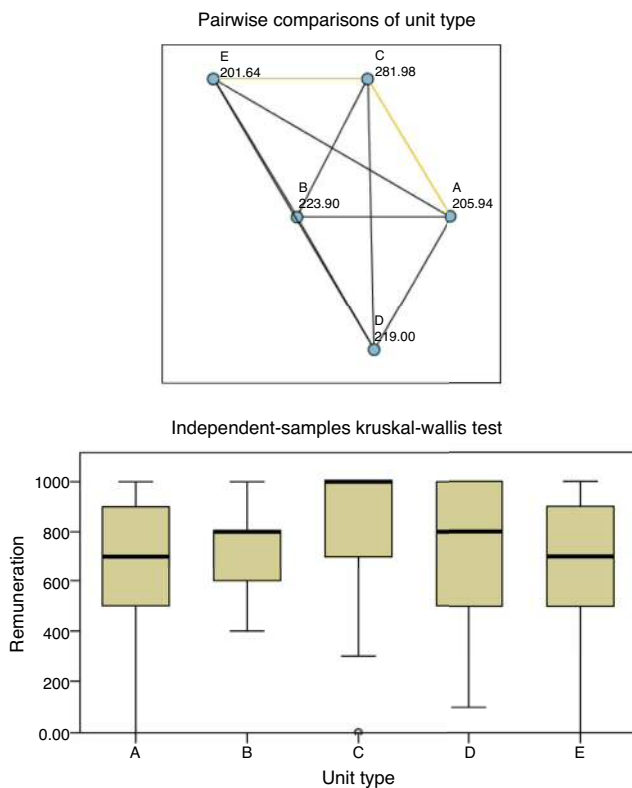 Pairwise comparisons of unit type
E
201.64
C
281.98
B
223.90
A
205.94
D
219.00
Independent-samples kruskal-wallis test
Remuneration
1000
800
600
400
200
0.00
A B C D E
Unit type